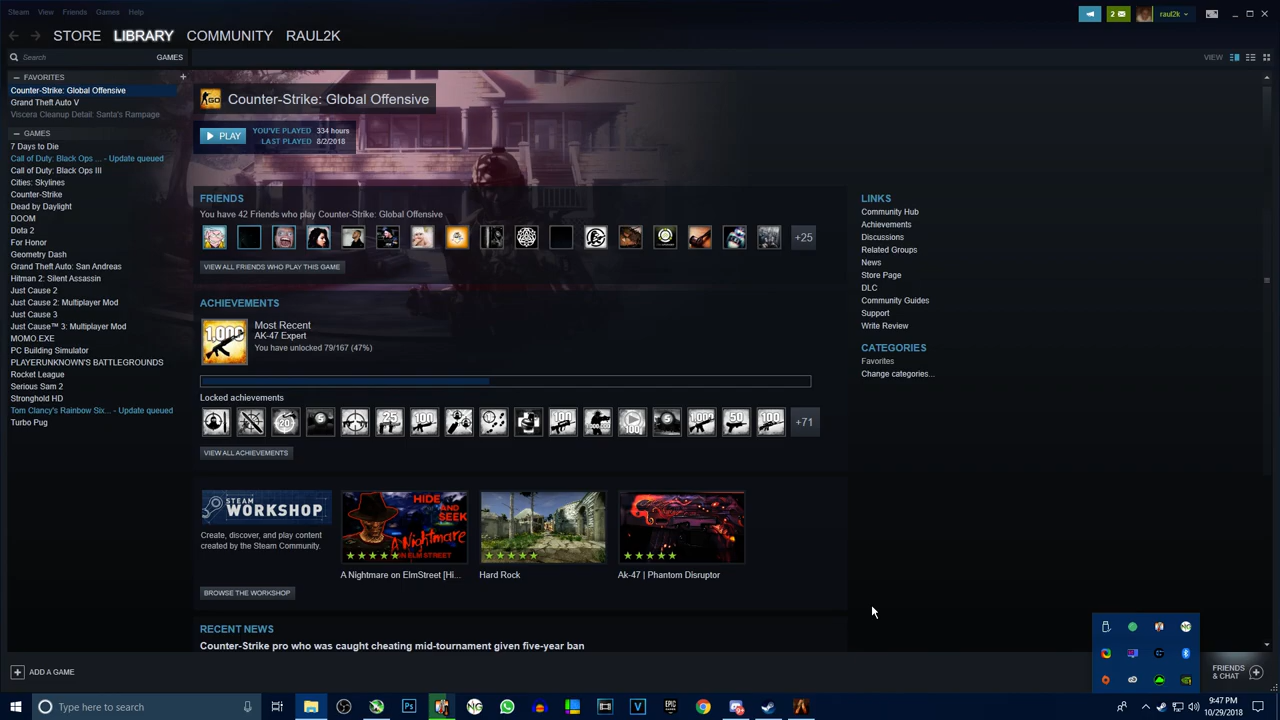 Steam View Friends Games Help
2 raul2k
STORE LIBRARY COMMUNITY RAUL2K
Search GAMES VIEW
— FAVORITES +
Counter-Strike: Global Offensive
Grand Theft Auto V
Viscera Cleanup Detail: Santa's Rampage
— GAMES
7 Days to Die
Call of Duty: Black Ops ... - Update queued
Call of Duty: Black Ops III
Cities: Skylines
Counter-Strike
Dead by Daylight
DOOM
Dota 2
For Honor
Geometry Dash
Grand Theft Auto: San Andreas
Hitman 2: Silent Assassin
Just Cause 2
Just Cause 2: Multiplayer Mod
Just Cause 3
Just Cause™ 3: Multiplayer Mod
MOMO.EXE
PC Building Simulator
PLAYERUNKNOWN'S BATTLEGROUNDS
Rocket League
Serious Sam 2
Stronghold HD
Tom Clancy's Rainbow Six... - Update queued
Turbo Pug
GO Counter-Strike: Global Offensive
PLAY YOU'VE PLAYED 334 hours
LAST PLAYED 8/2/2018
FRIENDS
You have 42 Friends who play Counter-Strike: Global Offensive
+25
VIEW ALL FRIENDS WHO PLAY THIS GAME
ACHIEVEMENTS
1,000
Most Recent
AK-47 Expert
You have unlocked 79/167 (47%)
Locked achievements
+71
VIEW ALL ACHIEVEMENTS
STEAM WORKSHOP
Create, discover, and play content
created by the Steam Community.
BROWSE THE WORKSHOP
HIDE
AND
SEEK
A Nightmare
ON ELM STREET
A Nightmare on ElmStreet [Hi...
Hard Rock
Ak-47 | Phantom Disruptor
RECENT NEWS
Counter-Strike pro who was caught cheating mid-tournament given five-year ban
LINKS
Community Hub
Achievements
Discussions
Related Groups
News
Store Page
DLC
Community Guides
Support
Write Review
CATEGORIES
Favorites
Change categories...
+ ADD A GAME
FRIENDS
& CHAT +
Type here to search
9:47 PM
10/29/2018